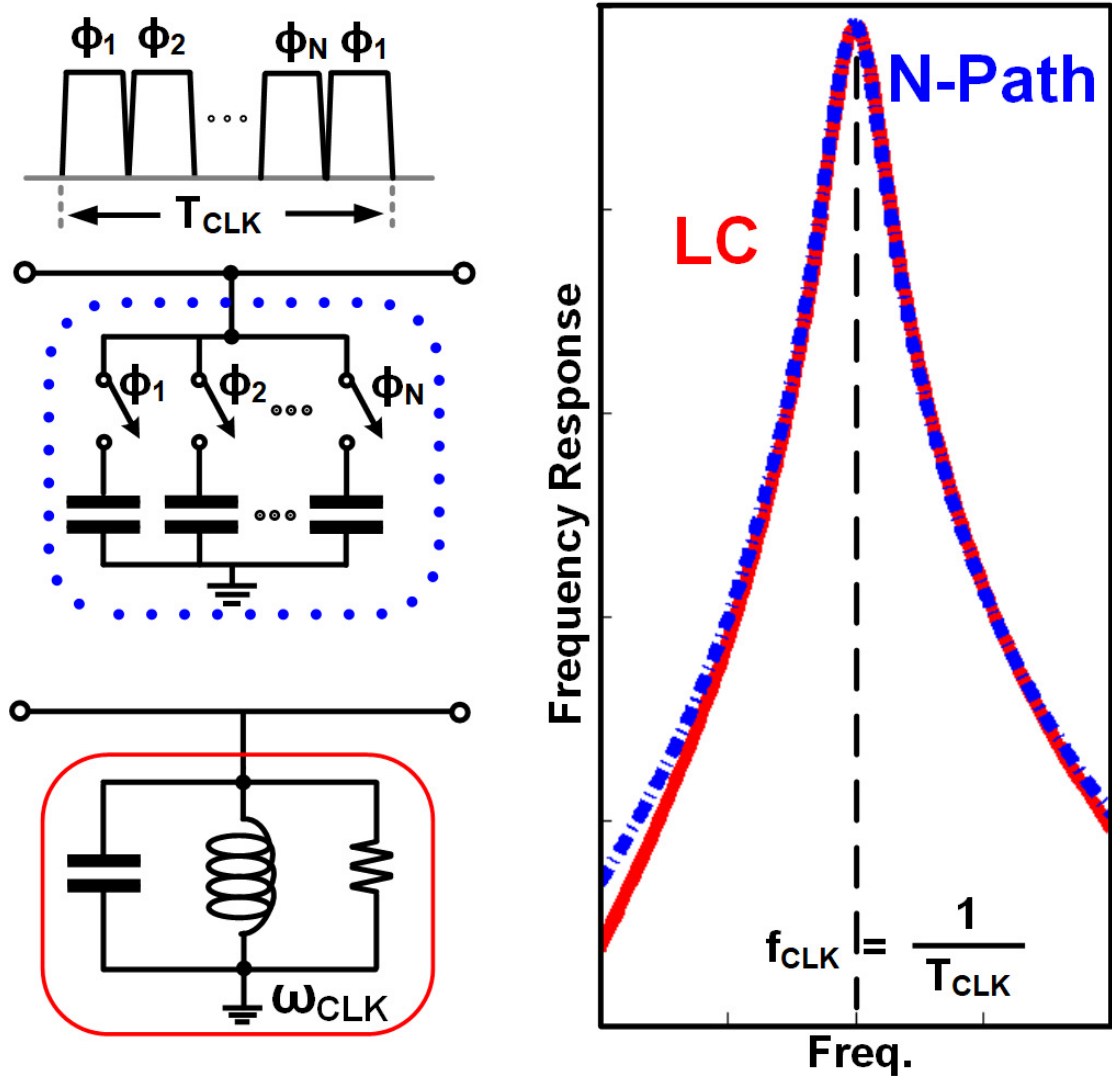 ϕ1 ϕ2 ϕN ϕ1
TCLK
ϕ1 ϕ2 ϕN
ωCLK
N-Path
LC
Frequency Response
fCLK = 1/TCLK
Freq.